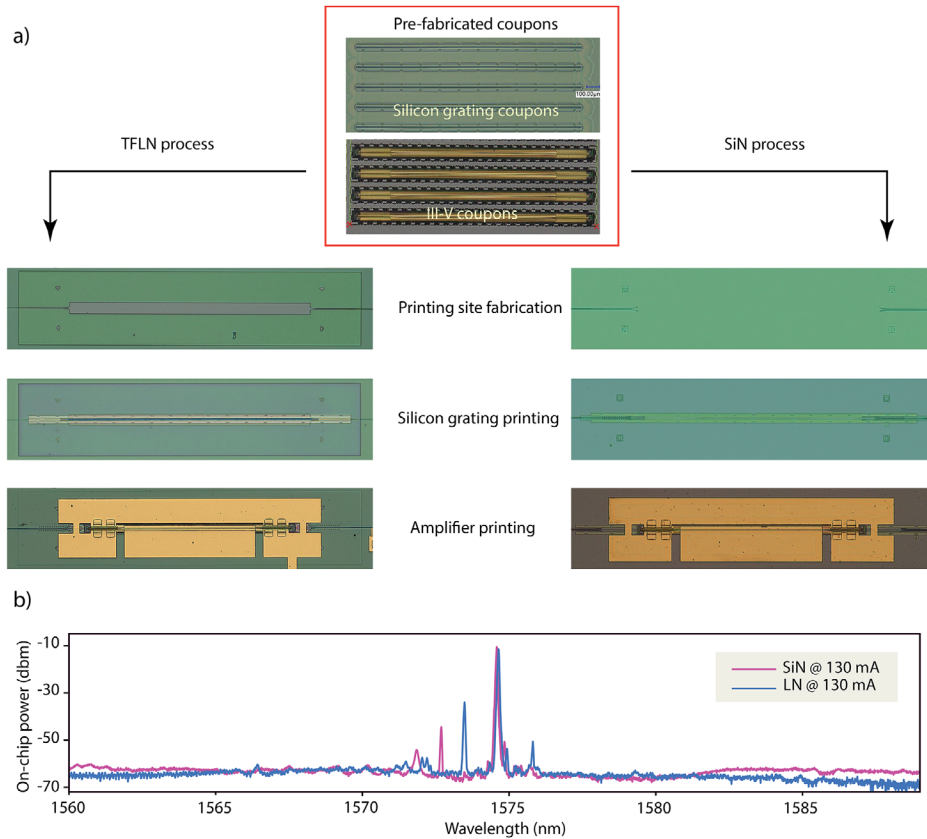 a)
Pre-fabricated coupons
100.00μm
Silicon grating coupons
TFLN process
SiN process
III-V coupons
Printing site fabrication
Silicon grating printing
Amplifier printing
b)
On-chip power (dbm)
-10
-30
-50
-70
SiN @ 130 mA
LN @ 130 mA
1560
1565
1570
1575
1580
1585
Wavelength (nm)